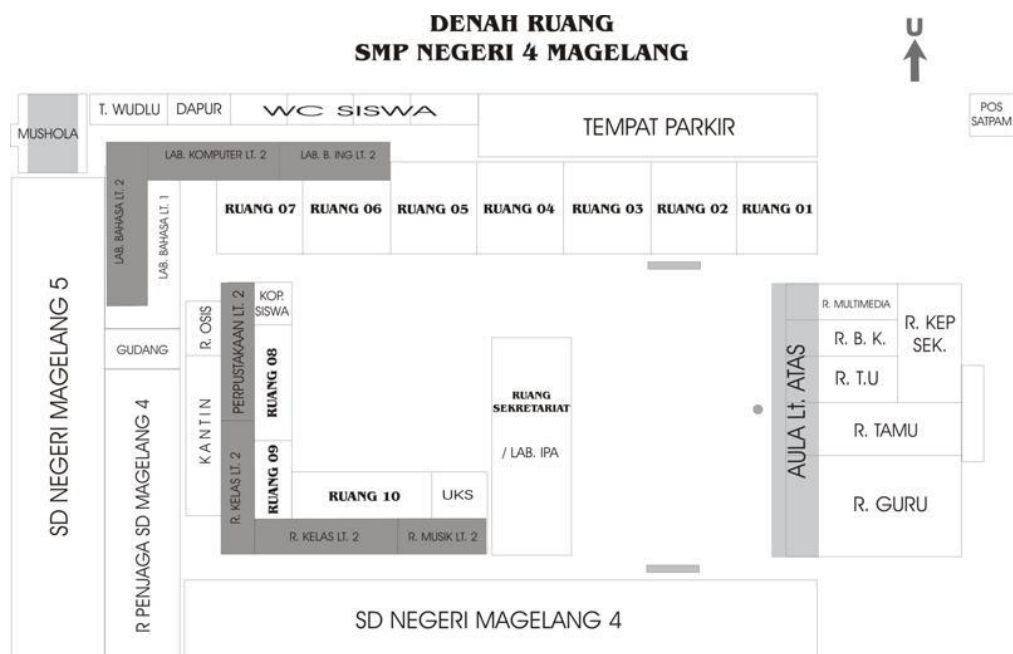 DENAH RUANG
SMP NEGERI 4 MAGELANG
U
MUSHOLA
T. WUDLU
DAPUR
WC SISWA
TEMPAT PARKIR
POS
SATPAM
LAB. KOMPUTER LT. 2
LAB. B. ING LT. 2
LAB. BAHASA LT. 2
LAB. BAHASA LT. 1
RUANG 07
RUANG 06
RUANG 05
RUANG 04
RUANG 03
RUANG 02
RUANG 01
SD NEGERI MAGELANG 5
GUDANG
R PENJAGA SD MAGELANG 4
R. OSIS
KANTIN
PERPUSTAKAAN LT. 2
R. KELAS LT. 2
KOP.
SISWA
RUANG 08
RUANG 09
RUANG 10
UKS
R. KELAS LT. 2
R. MUSIK LT. 2
RUANG
SEKRETARIAT
/ LAB. IPA
AULA Lt. ATAS
R. MULTIMEDIA
R. B. K.
R. T.U
R. KEP
SEK.
R. TAMU
R. GURU
SD NEGERI MAGELANG 4